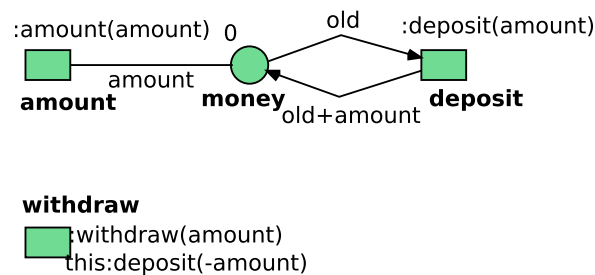 :amount(amount)
0
old
:deposit(amount)
amount
amount
money
deposit
old+amount
withdraw
:withdraw(amount)
this:deposit(-amount)